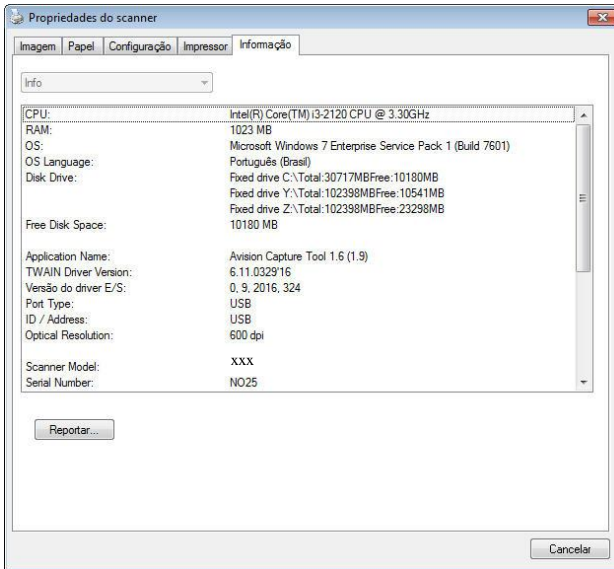 Propriedades do scanner
Imagem Papel Configuração Impressor Informação
Info
CPU: Intel(R) Core(TM) i3-2120 CPU @ 3.30GHz
RAM: 1023 MB
OS: Microsoft Windows 7 Enterprise Service Pack 1 (Build 7601)
OS Language: Português (Brasil)
Disk Drive: Fixed drive C:\Total:30717MBFree:10180MB
Fixed drive Y:\Total:102398MBFree:10541MB
Fixed drive Z:\Total:102398MBFree:23298MB
Free Disk Space: 10180 MB
Application Name: Avision Capture Tool 1.6 (1.9)
TWAIN Driver Version: 6.11.0329'16
Versão do driver E/S: 0, 9, 2016, 324
Port Type: USB
ID / Address: USB
Optical Resolution: 600 dpi
Scanner Model: XXX
Serial Number: NO25
Reportar...
Cancelar